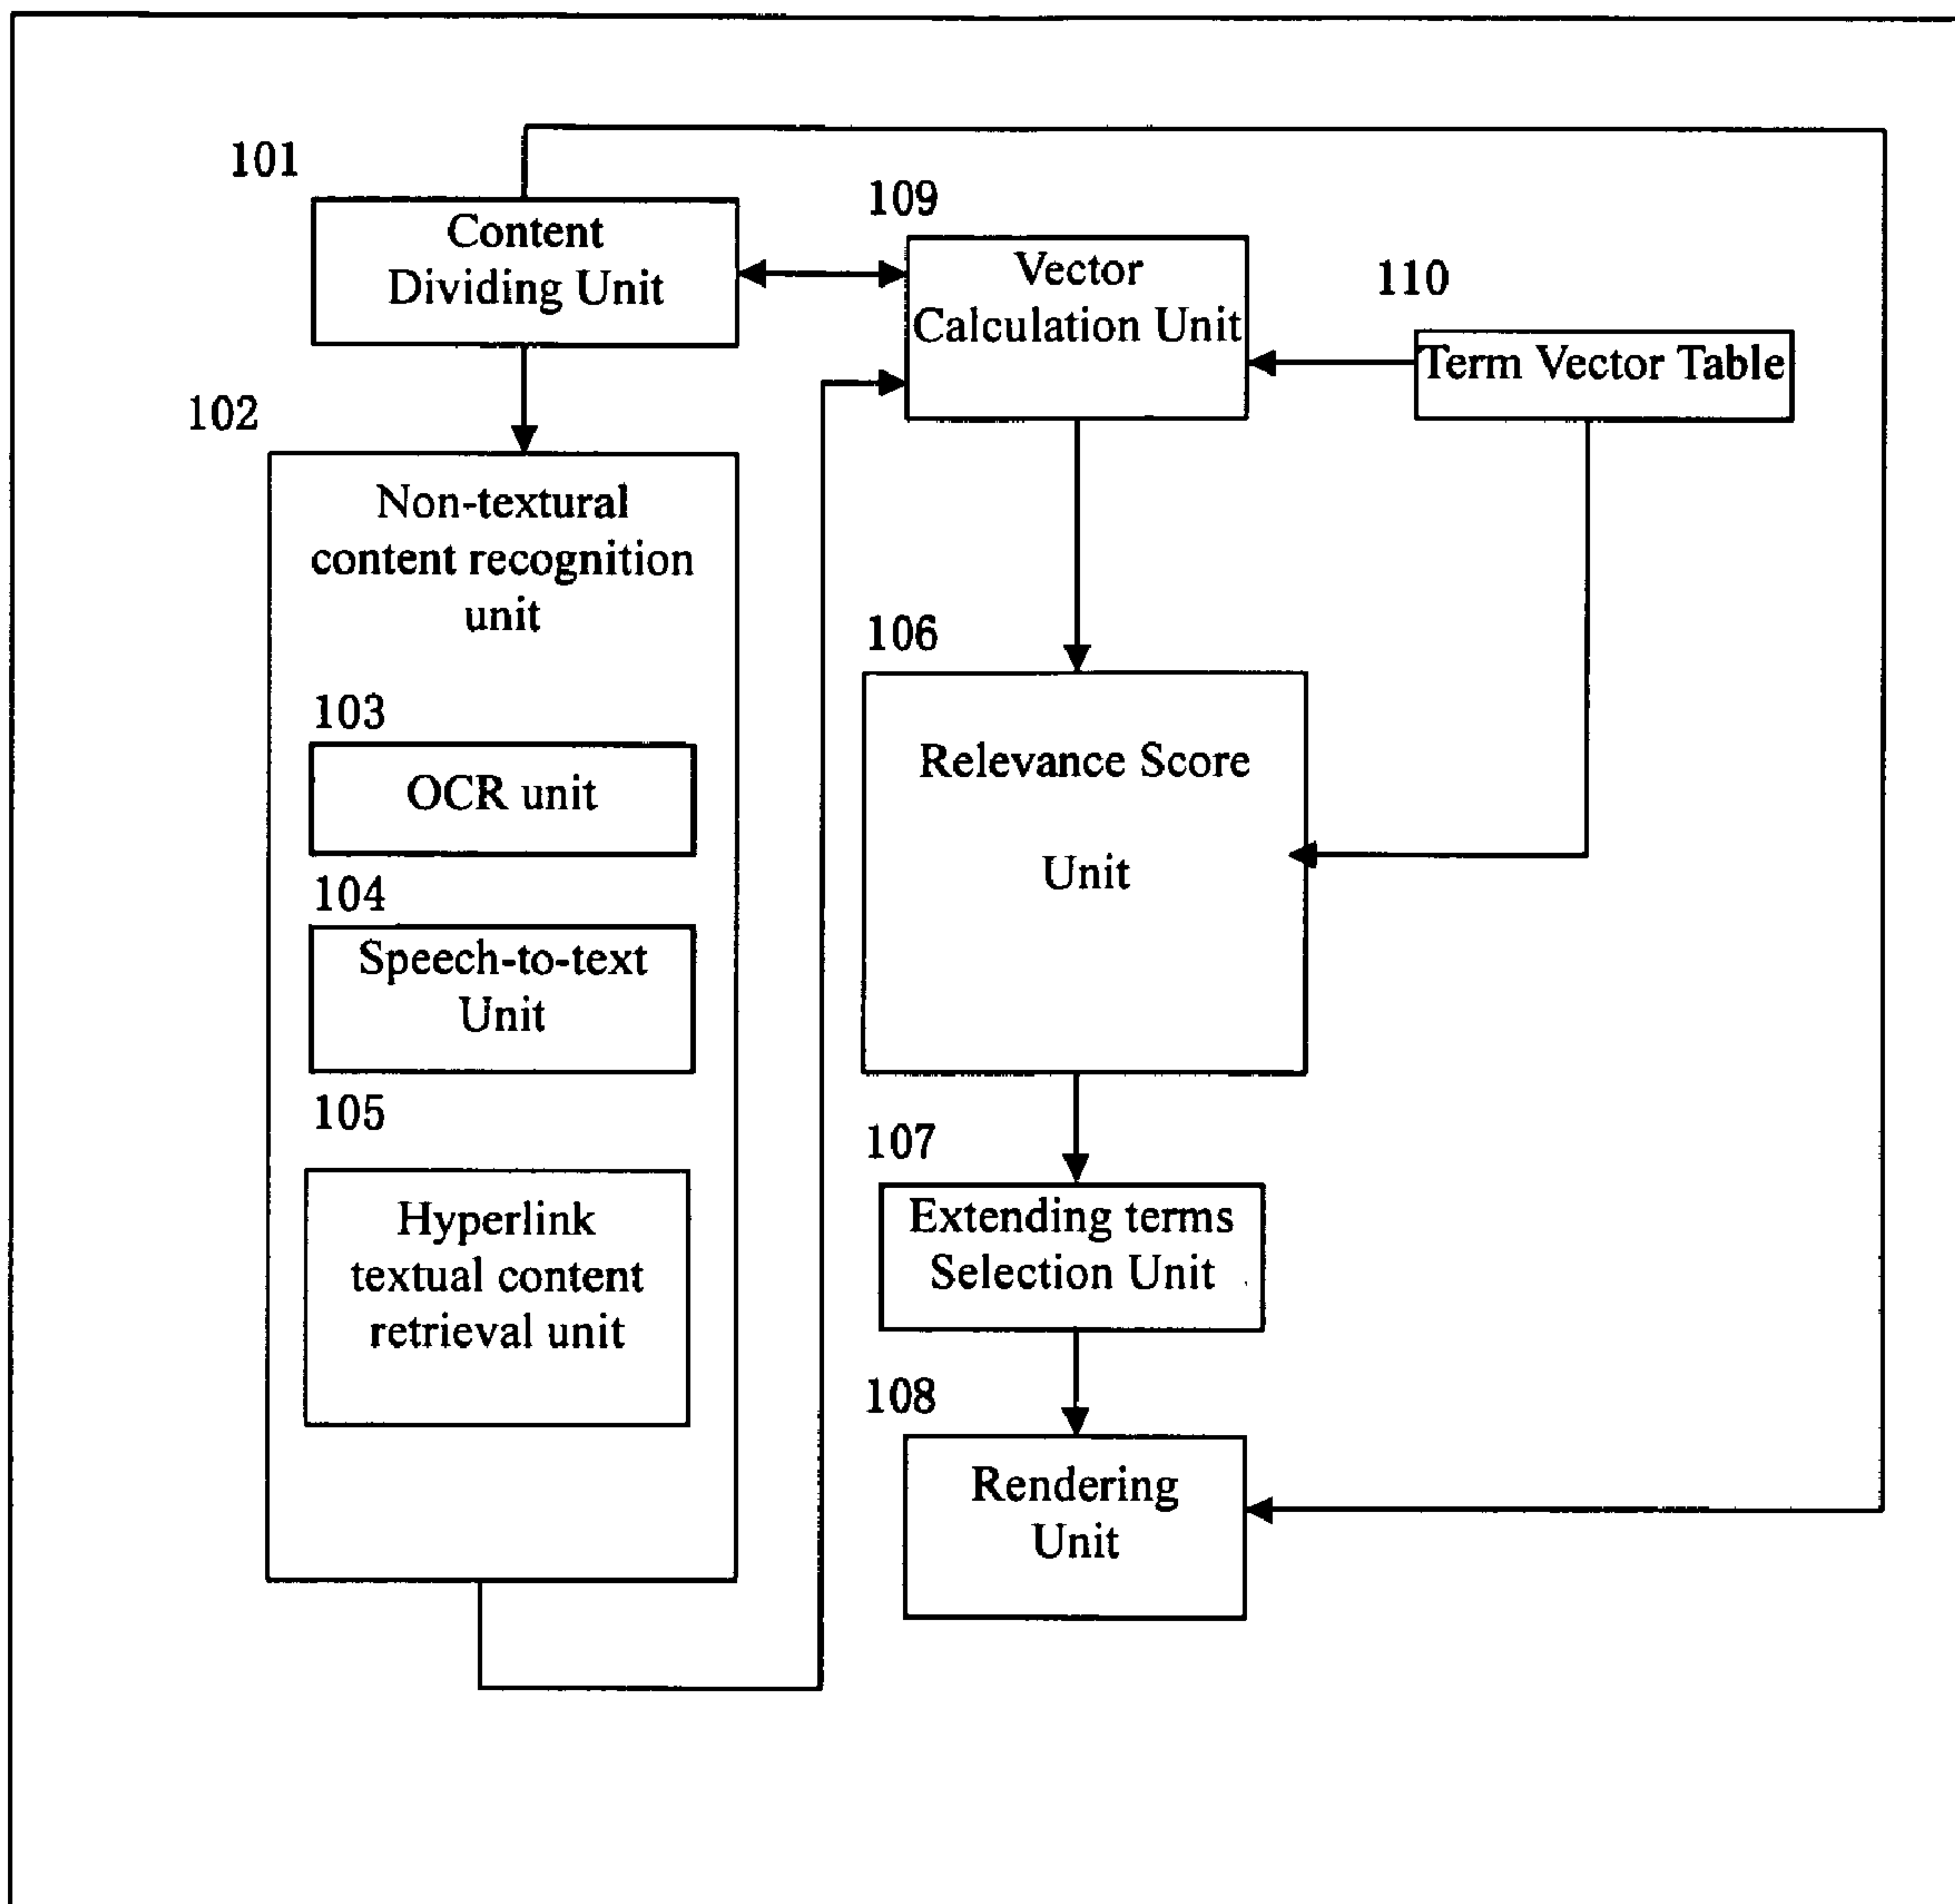 101
Content
Dividing Unit
109
Vector
Calculation Unit
110
Term Vector Table
102
Non-textural
content recognition
unit
103
OCR unit
104
Speech-to-text
Unit
105
Hyperlink
textual content
retrieval unit
106
Relevance Score
Unit
107
Extending terms
Selection Unit
108
Rendering
Unit